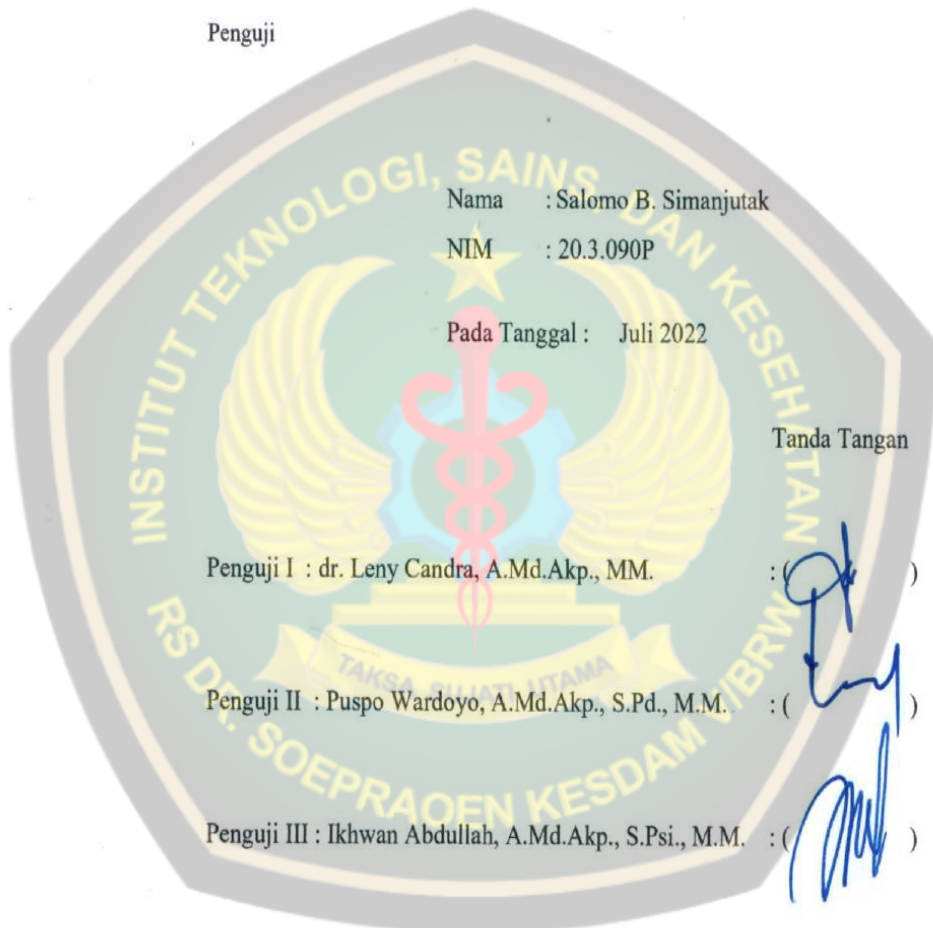 Penguji
Nama : Salomo B. Simanjutak
NIM : 20.3.090P
Pada Tanggal : Juli 2022
Tanda Tangan
Penguji I : dr. Leny Candra, A.Md.Akp., MM. : ( )
Penguji II : Puspo Wardoyo, A.Md.Akp., S.Pd., M.M. : ( )
Penguji III : Ikhwan Abdullah, A.Md.Akp., S.Psi., M.M. : ( )
INSTITUT TEKNOLOGI, SAINS, DAN KESEHATAN
RS DR. SOEPRAOEN KESDAM V/BRW
TAKSA SUJATI UTAMA